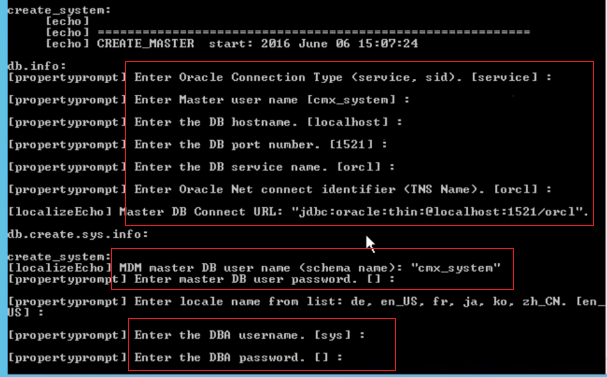 create_system:
[echo]
[echo] ==========================================================
[echo] CREATE_MASTER  start: 2016 June 06 15:07:24
db.info:
[propertyprompt] Enter Oracle Connection Type (service, sid). [service] :
[propertyprompt] Enter Master user name [cmx_system] :
[propertyprompt] Enter the DB hostname. [localhost] :
[propertyprompt] Enter the DB port number. [1521] :
[propertyprompt] Enter the DB service name. [orcl] :
[propertyprompt] Enter Oracle Net connect identifier (TNS Name). [orcl] :
[localizeEcho] Master DB Connect URL: "jdbc:oracle:thin:@localhost:1521/orcl".
db.create.sys.info:
create_system:
[localizeEcho] MDM master DB user name (schema name): "cmx_system"
[propertyprompt] Enter master DB user password. [] :
[propertyprompt] Enter locale name from list: de, en_US, fr, ja, ko, zh_CN. [en_
US] :
[propertyprompt] Enter the DBA username. [sys] :
[propertyprompt] Enter the DBA password. [] :